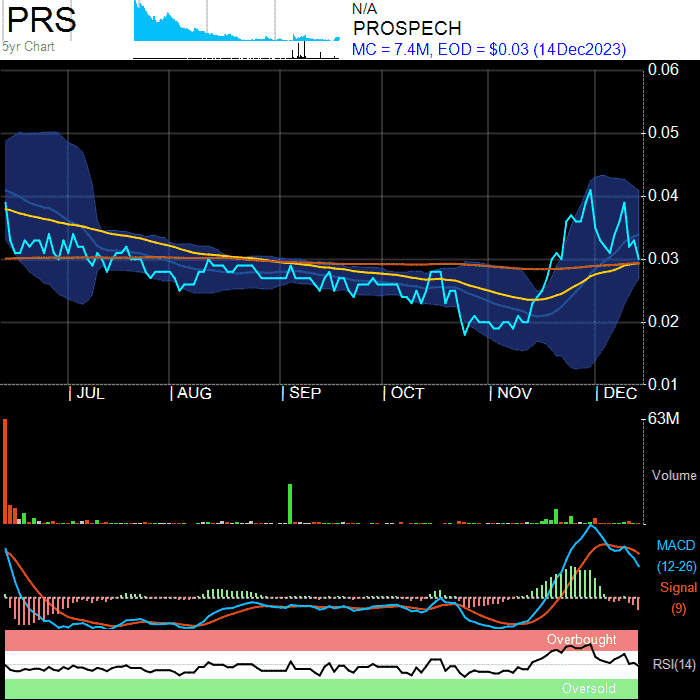 PRS
5yr Chart
N/A
PROSPECH
MC = 7.4M, EOD = $0.03 (14Dec2023)
0.06
0.05
0.04
0.03
0.02
0.01
JUL AUG SEP OCT NOV DEC
63M
Volume
MACD
(12-26)
Signal
(9)
Overbought
RSI(14)
Oversold